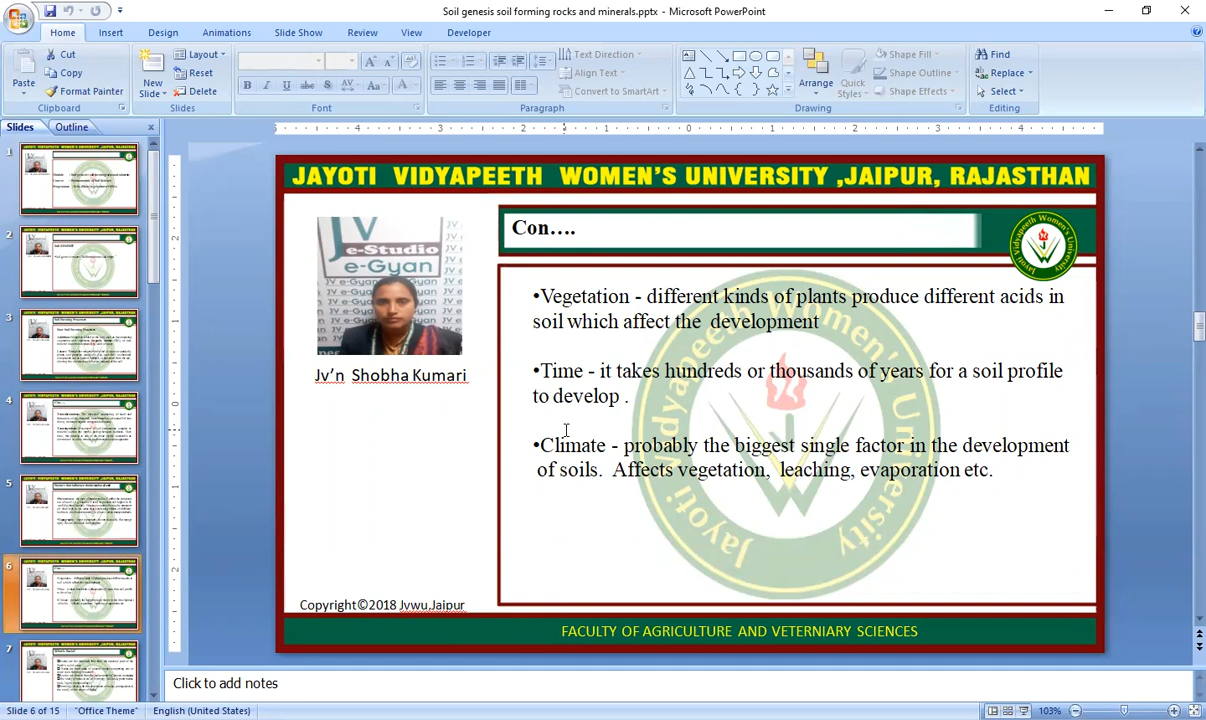 Soil genesis soil forming rocks and minerals.pptx - Microsoft PowerPoint
Home Insert Design Animations Slide Show Review View Developer
Paste
Cut
Copy
Format Painter
Clipboard
New Slide
Layout
Reset
Delete
Slides
Font
Text Direction
Align Text
Convert to SmartArt
Paragraph
Arrange
Quick Styles
Shape Fill
Shape Outline
Shape Effects
Drawing
Find
Replace
Select
Editing
Slides Outline
JAYOTI VIDYAPEETH WOMEN'S UNIVERSITY ,JAIPUR, RAJASTHAN
Con….
JV
e-Studio
e-Gyan
Jv'n Shobha Kumari
•Vegetation - different kinds of plants produce different acids in
soil which affect the development
•Time - it takes hundreds or thousands of years for a soil profile
to develop .
•Climate - probably the biggest single factor in the development
of soils. Affects vegetation, leaching, evaporation etc.
Jayoti Vidyapeeth Women's University
Copyright©2018 Jvwu,Jaipur
FACULTY OF AGRICULTURE AND VETERNIARY SCIENCES
Click to add notes
Slide 6 of 15 "Office Theme" English (United States) 103%